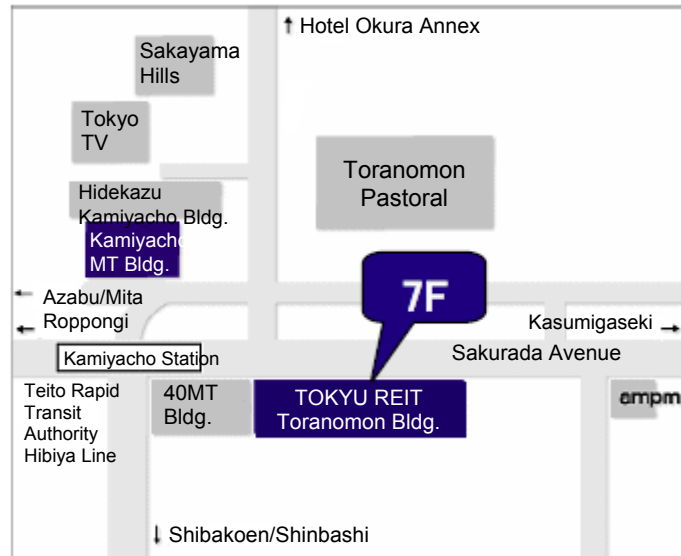 ↑ Hotel Okura Annex
Sakayama
Hills
Tokyo
TV
Toranomon
Pastoral
Hidekazu
Kamiyacho Bldg.
Kamiyacho
MT Bldg.
7F
← Azabu/Mita
← Roppongi
Kasumigaseki →
Kamiyacho Station
Sakurada Avenue
Teito Rapid
Transit
Authority
Hibiya Line
40MT
Bldg.
TOKYU REIT
Toranomon Bldg.
ampm
↓ Shibakoen/Shinbashi